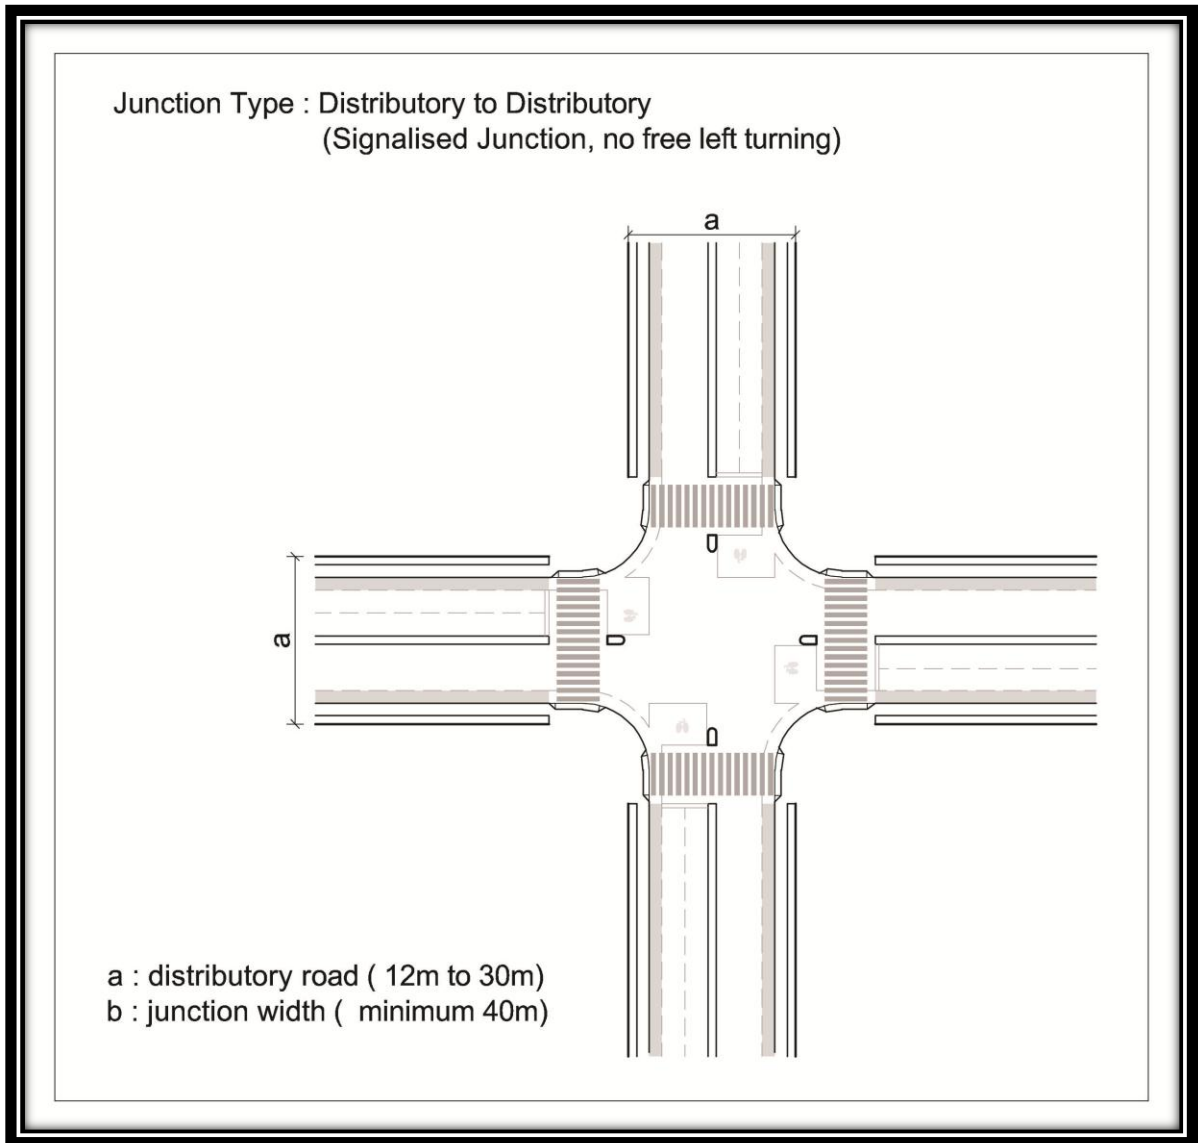 Junction Type : Distributory to Distributory
(Signalised Junction, no free left turning)
a
a
a : distributory road ( 12m to 30m)
b : junction width ( minimum 40m)